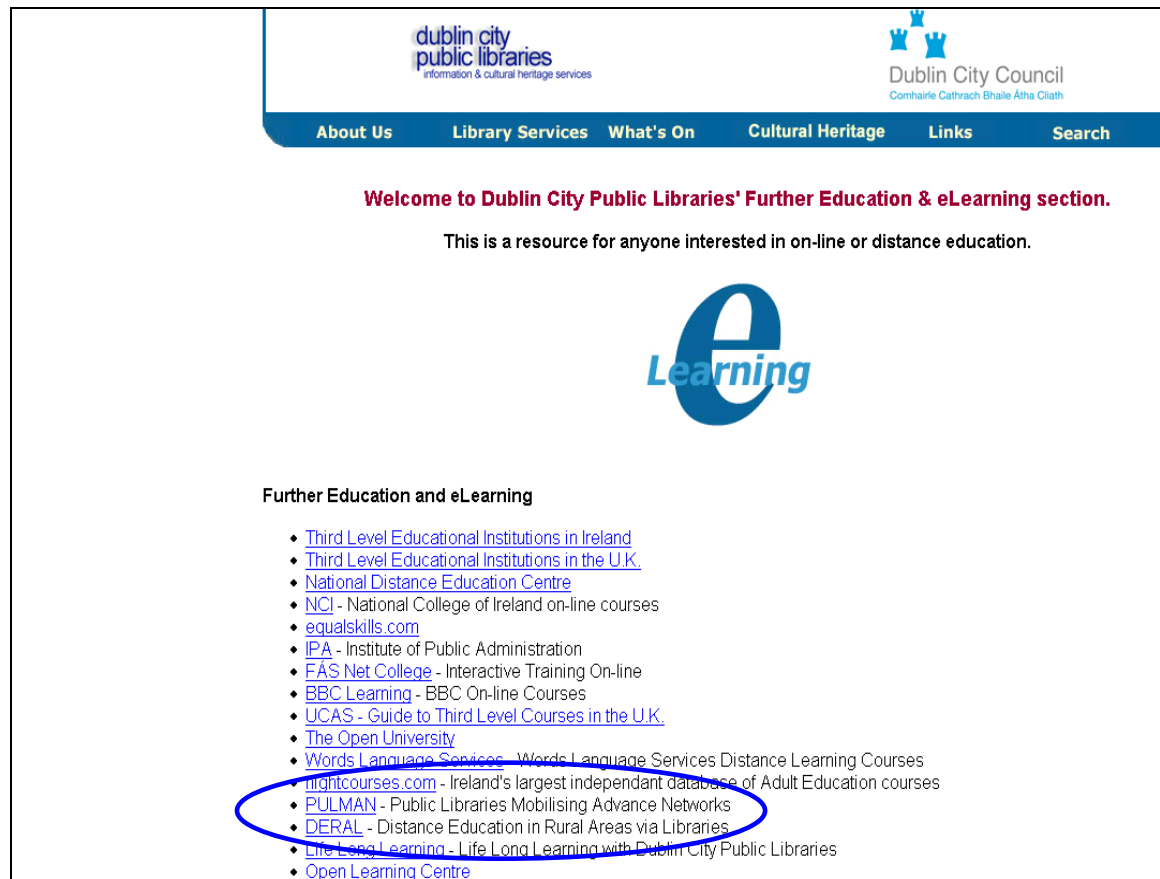 dublin city
public libraries
information & cultural heritage services
Dublin City Council
Comhairle Cathrach Bhaile Átha Cliath
About Us Library Services What's On Cultural Heritage Links Search
Welcome to Dublin City Public Libraries' Further Education & eLearning section.
This is a resource for anyone interested in on-line or distance education.
e
Learning
Further Education and eLearning
• Third Level Educational Institutions in Ireland
• Third Level Educational Institutions in the U.K.
• National Distance Education Centre
• NCI - National College of Ireland on-line courses
• equalskills.com
• IPA - Institute of Public Administration
• FÁS Net College - Interactive Training On-line
• BBC Learning - BBC On-line Courses
• UCAS - Guide to Third Level Courses in the U.K.
• The Open University
• Words Language Services - Words Language Services Distance Learning Courses
• nightcourses.com - Ireland's largest independant database of Adult Education courses
• PULMAN - Public Libraries Mobilising Advance Networks
• DERAL - Distance Education in Rural Areas via Libraries
• Life Long Learning - Life Long Learning with Dublin City Public Libraries
• Open Learning Centre